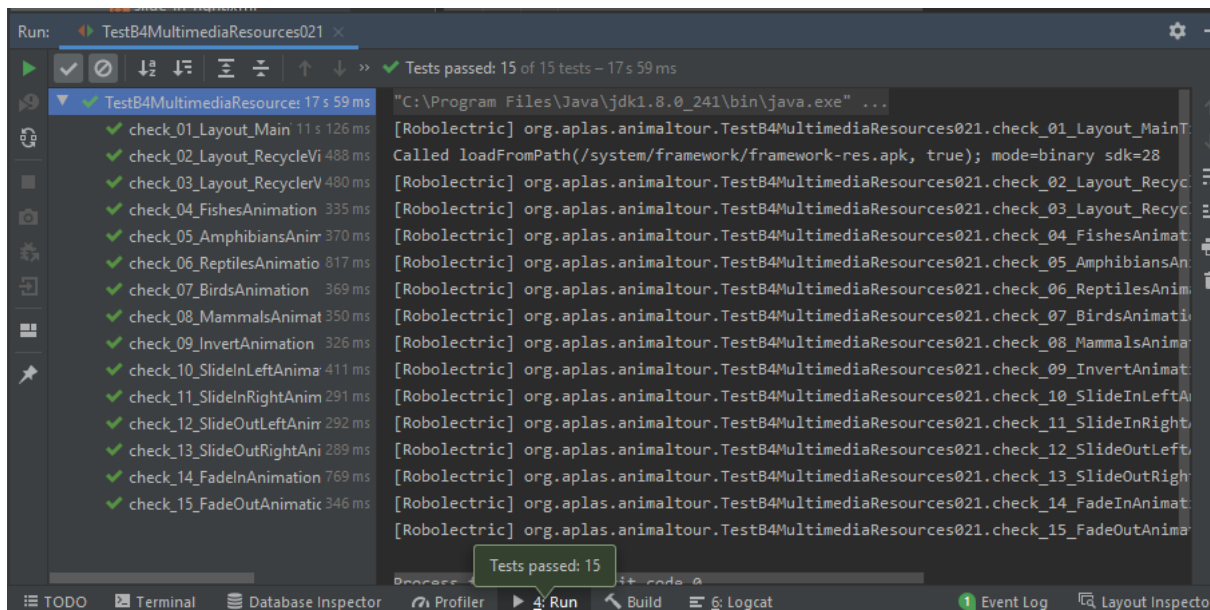 Run: TestB4MultimediaResources021
Tests passed: 15 of 15 tests – 17 s 59 ms
TestB4MultimediaResources 17 s 59 ms "C:\Program Files\Java\jdk1.8.0_241\bin\java.exe" ...
check_01_Layout_Main 11 s 126 ms [Robolectric] org.aplas.animaltour.TestB4MultimediaResources021.check_01_Layout_MainT
check_02_Layout_RecycleVi 488 ms Called loadFromPath(/system/framework/framework-res.apk, true); mode=binary sdk=28
check_03_Layout_RecyclerV 480 ms [Robolectric] org.aplas.animaltour.TestB4MultimediaResources021.check_02_Layout_Recyc
check_04_FishesAnimation 335 ms [Robolectric] org.aplas.animaltour.TestB4MultimediaResources021.check_03_Layout_Recyc
check_05_AmphibiansAnim 370 ms [Robolectric] org.aplas.animaltour.TestB4MultimediaResources021.check_04_FishesAnimat
check_06_ReptilesAnimatio 817 ms [Robolectric] org.aplas.animaltour.TestB4MultimediaResources021.check_05_AmphibiansAn
check_07_BirdsAnimation 369 ms [Robolectric] org.aplas.animaltour.TestB4MultimediaResources021.check_06_ReptilesAnim
check_08_MammalsAnimat 350 ms [Robolectric] org.aplas.animaltour.TestB4MultimediaResources021.check_07_BirdsAnimati
check_09_InvertAnimation 326 ms [Robolectric] org.aplas.animaltour.TestB4MultimediaResources021.check_08_MammalsAnima
check_10_SlideInLeftAnima 411 ms [Robolectric] org.aplas.animaltour.TestB4MultimediaResources021.check_09_InvertAnimat
check_11_SlideInRightAnim 291 ms [Robolectric] org.aplas.animaltour.TestB4MultimediaResources021.check_10_SlideInLeftA
check_12_SlideOutLeftAnim 292 ms [Robolectric] org.aplas.animaltour.TestB4MultimediaResources021.check_11_SlideInRight
check_13_SlideOutRightAni 289 ms [Robolectric] org.aplas.animaltour.TestB4MultimediaResources021.check_12_SlideOutLeft
check_14_FadeInAnimation 769 ms [Robolectric] org.aplas.animaltour.TestB4MultimediaResources021.check_13_SlideOutRigh
check_15_FadeOutAnimatic 346 ms [Robolectric] org.aplas.animaltour.TestB4MultimediaResources021.check_14_FadeInAnimat
[Robolectric] org.aplas.animaltour.TestB4MultimediaResources021.check_15_FadeOutAnima
Tests passed: 15
Process code 0
TODO Terminal Database Inspector Profiler 4: Run Build 6: Logcat 1 Event Log Layout Inspecto